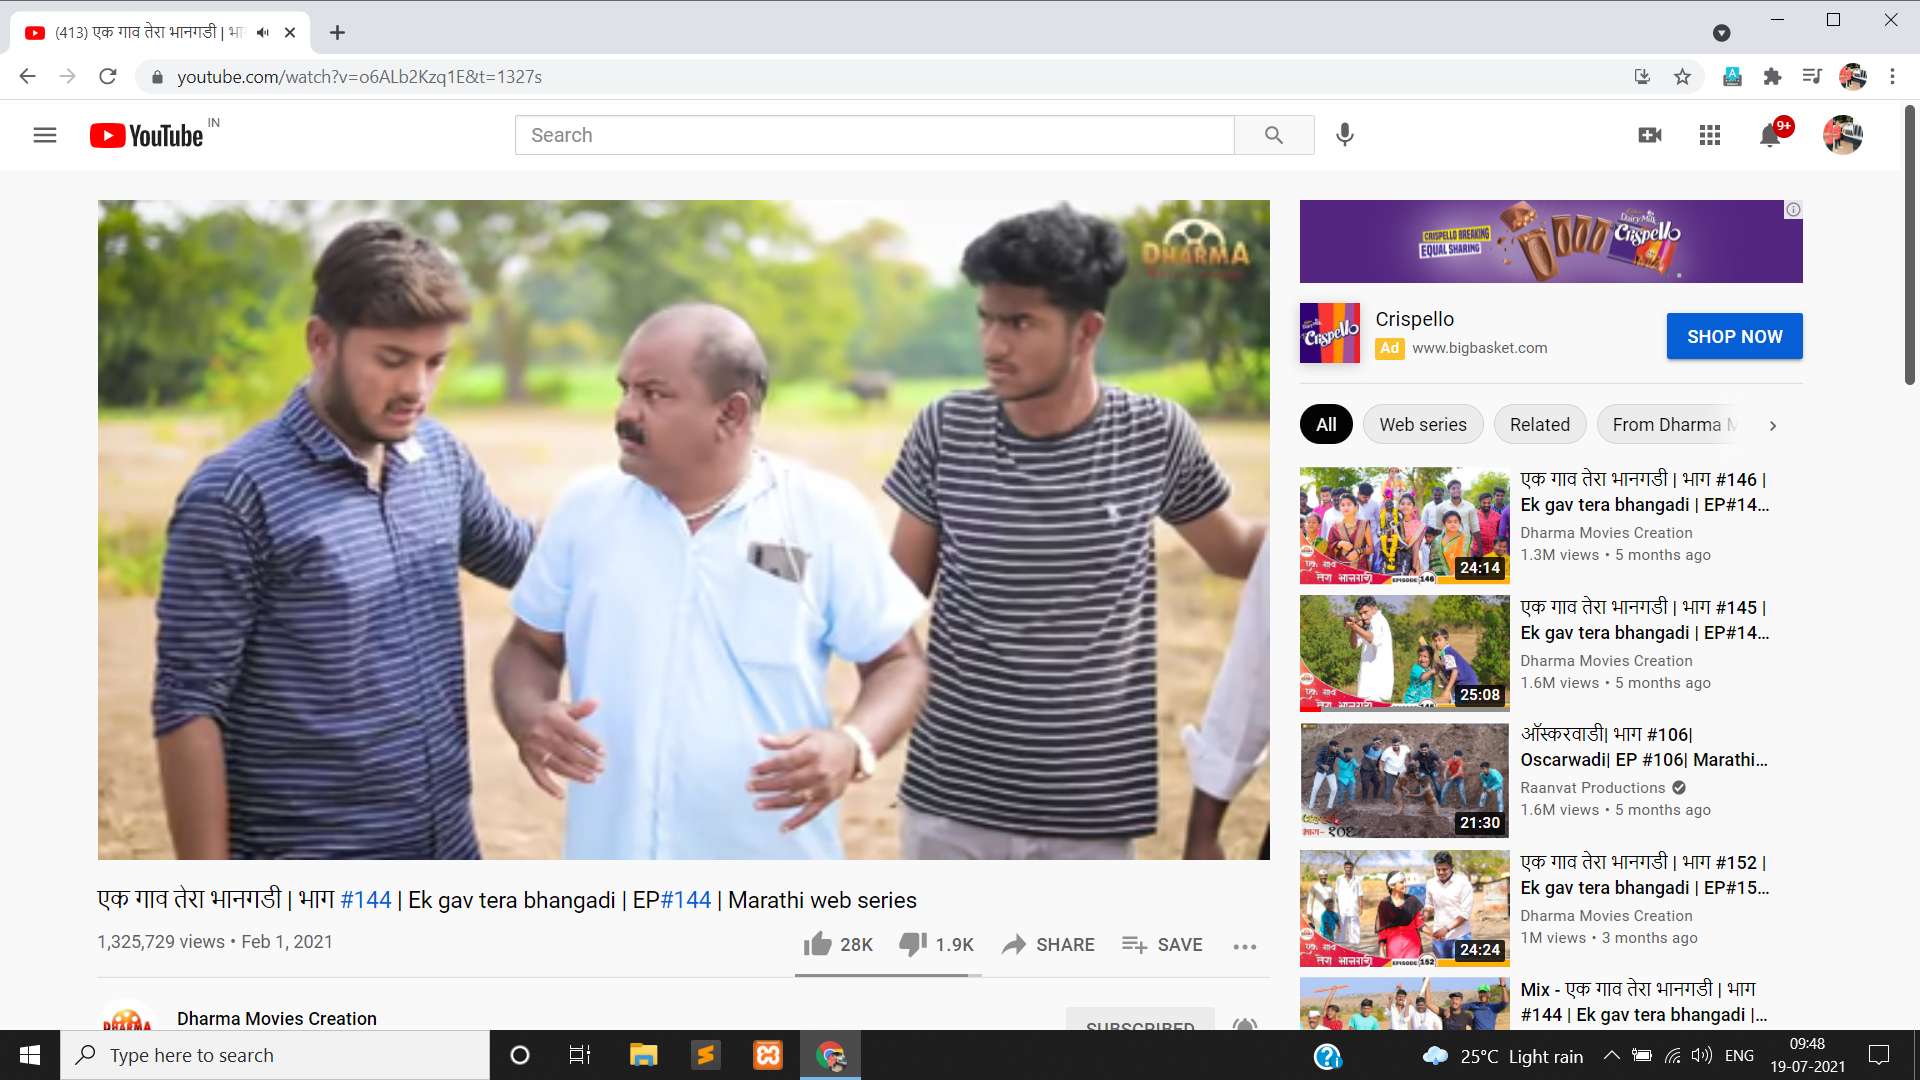 (413) एक गाव तेरा भानगडी | भाग
youtube.com/watch?v=o6ALb2Kzq1E&t=1327s
YouTube IN
Search
9+
DHARMA
CRISPELLO BREAKING
EQUAL SHARING
Dairy Milk
Crispello
Crispello
Crispello
Ad www.bigbasket.com
SHOP NOW
All Web series Related From Dharma M
एक गाव तेरा भानगडी | भाग #146 |
Ek gav tera bhangadi | EP#14...
Dharma Movies Creation
1.3M views • 5 months ago
EPISODE 146
24:14
एक गाव तेरा भानगडी | भाग #145 |
Ek gav tera bhangadi | EP#14...
Dharma Movies Creation
1.6M views • 5 months ago
25:08
ऑस्करवाडी| भाग #106|
Oscarwadi| EP #106| Marathi...
Raanvat Productions
1.6M views • 5 months ago
भाग- १०६
21:30
एक गाव तेरा भानगडी | भाग #152 |
Ek gav tera bhangadi | EP#15...
Dharma Movies Creation
1M views • 3 months ago
EPISODE 152
24:24
Mix - एक गाव तेरा भानगडी | भाग
#144 | Ek gav tera bhangadi |...
एक गाव तेरा भानगडी | भाग #144 | Ek gav tera bhangadi | EP#144 | Marathi web series
1,325,729 views • Feb 1, 2021
28K 1.9K SHARE SAVE
DHARMA
Dharma Movies Creation
SUBSCRIBED
Type here to search
25°C Light rain
ENG
09:48
19-07-2021